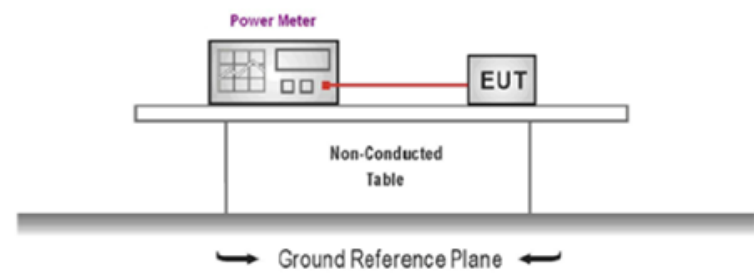 Power Meter
EUT
Non-Conducted
Table
Ground Reference Plane